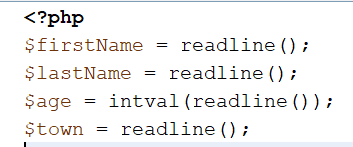 <?php
$firstName = readline();
$lastName = readline();
$age = intval(readline());
$town = readline();